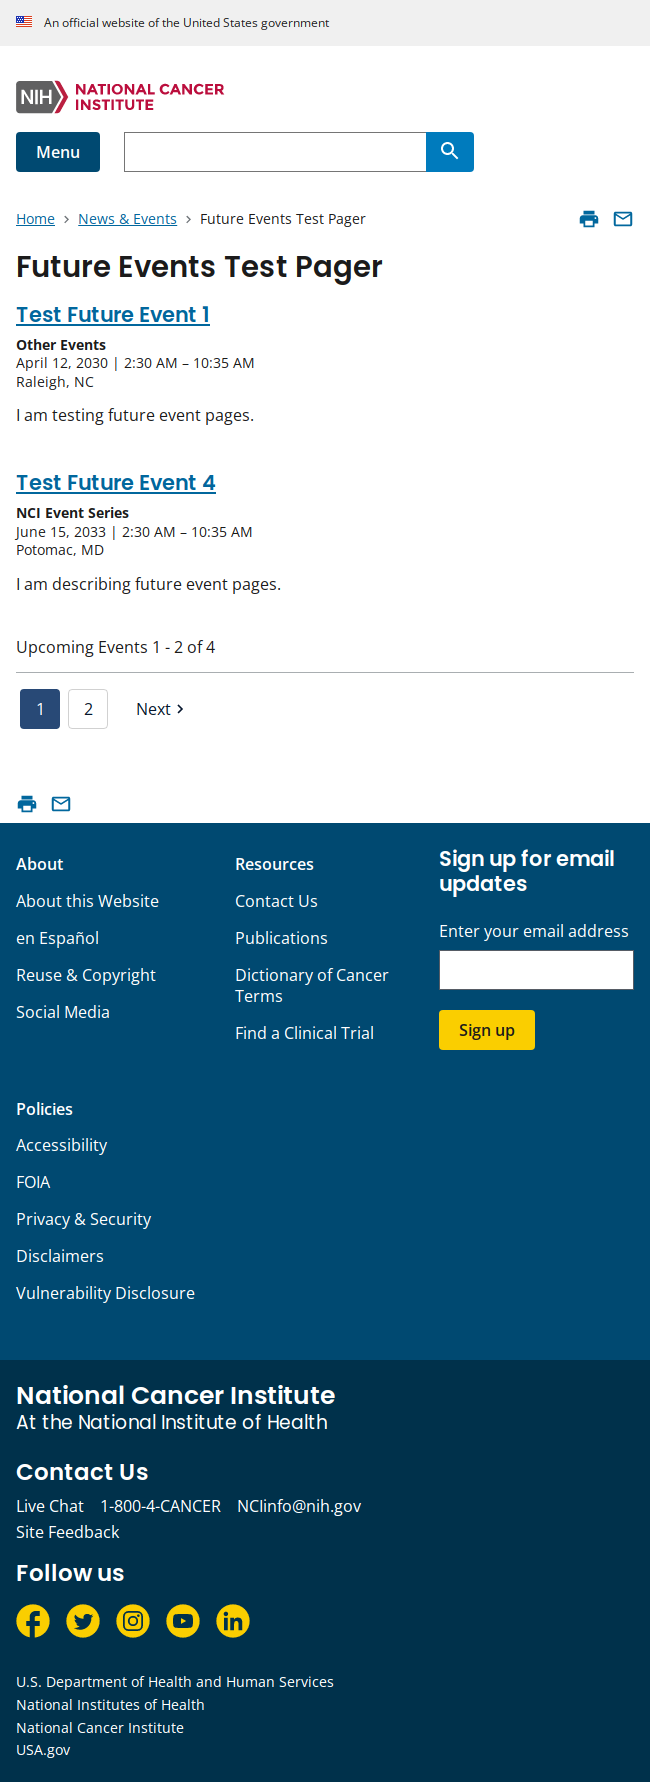 An official website of the United States government
NIH NATIONAL CANCER
INSTITUTE
Menu
Home > News & Events > Future Events Test Pager
Future Events Test Pager
Test Future Event 1
Other Events
April 12, 2030 | 2:30 AM – 10:35 AM
Raleigh, NC
I am testing future event pages.
Test Future Event 4
NCI Event Series
June 15, 2033 | 2:30 AM – 10:35 AM
Potomac, MD
I am describing future event pages.
Upcoming Events 1 - 2 of 4
1 2 Next >
About
About this Website
en Español
Reuse & Copyright
Social Media
Resources
Contact Us
Publications
Dictionary of Cancer
Terms
Find a Clinical Trial
Sign up for email
updates
Enter your email address
Sign up
Policies
Accessibility
FOIA
Privacy & Security
Disclaimers
Vulnerability Disclosure
National Cancer Institute
At the National Institute of Health
Contact Us
Live Chat 1-800-4-CANCER NCIinfo@nih.gov
Site Feedback
Follow us
U.S. Department of Health and Human Services
National Institutes of Health
National Cancer Institute
USA.gov